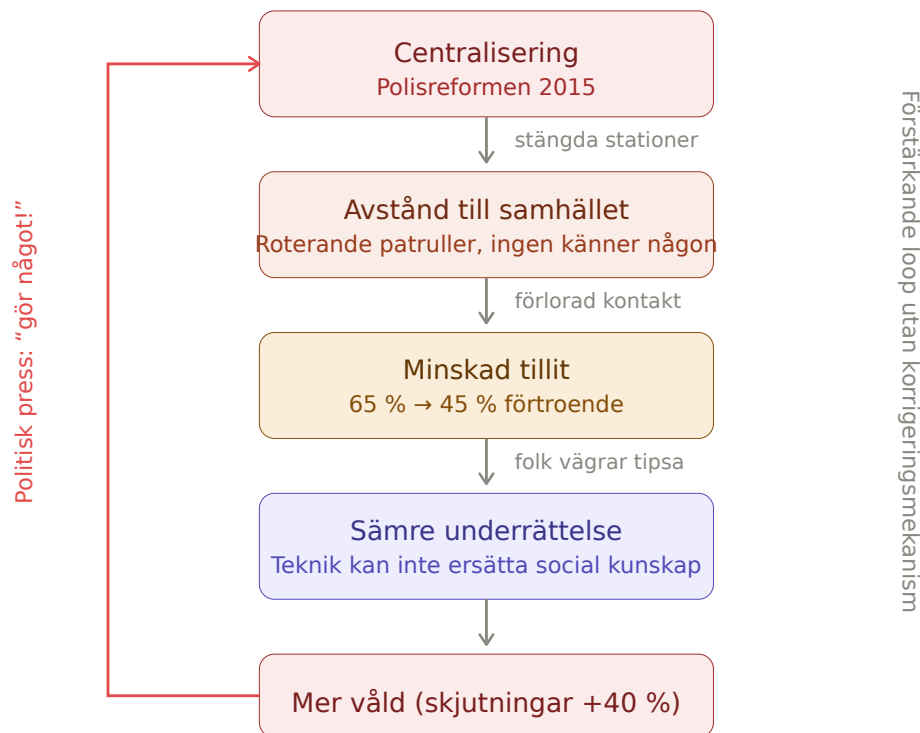 Centralisering
Polisreformen 2015
stängda stationer
Avstånd till samhället
Roterande patruller, ingen känner någon
förlorad kontakt
Minskad tillit
65 % → 45 % förtroende
folk vägrar tipsa
Sämre underrättelse
Teknik kan inte ersätta social kunskap
Mer våld (skjutningar +40 %)
Politisk press: “gör något!”
Förstärkande loop utan korrigeringsmekanism